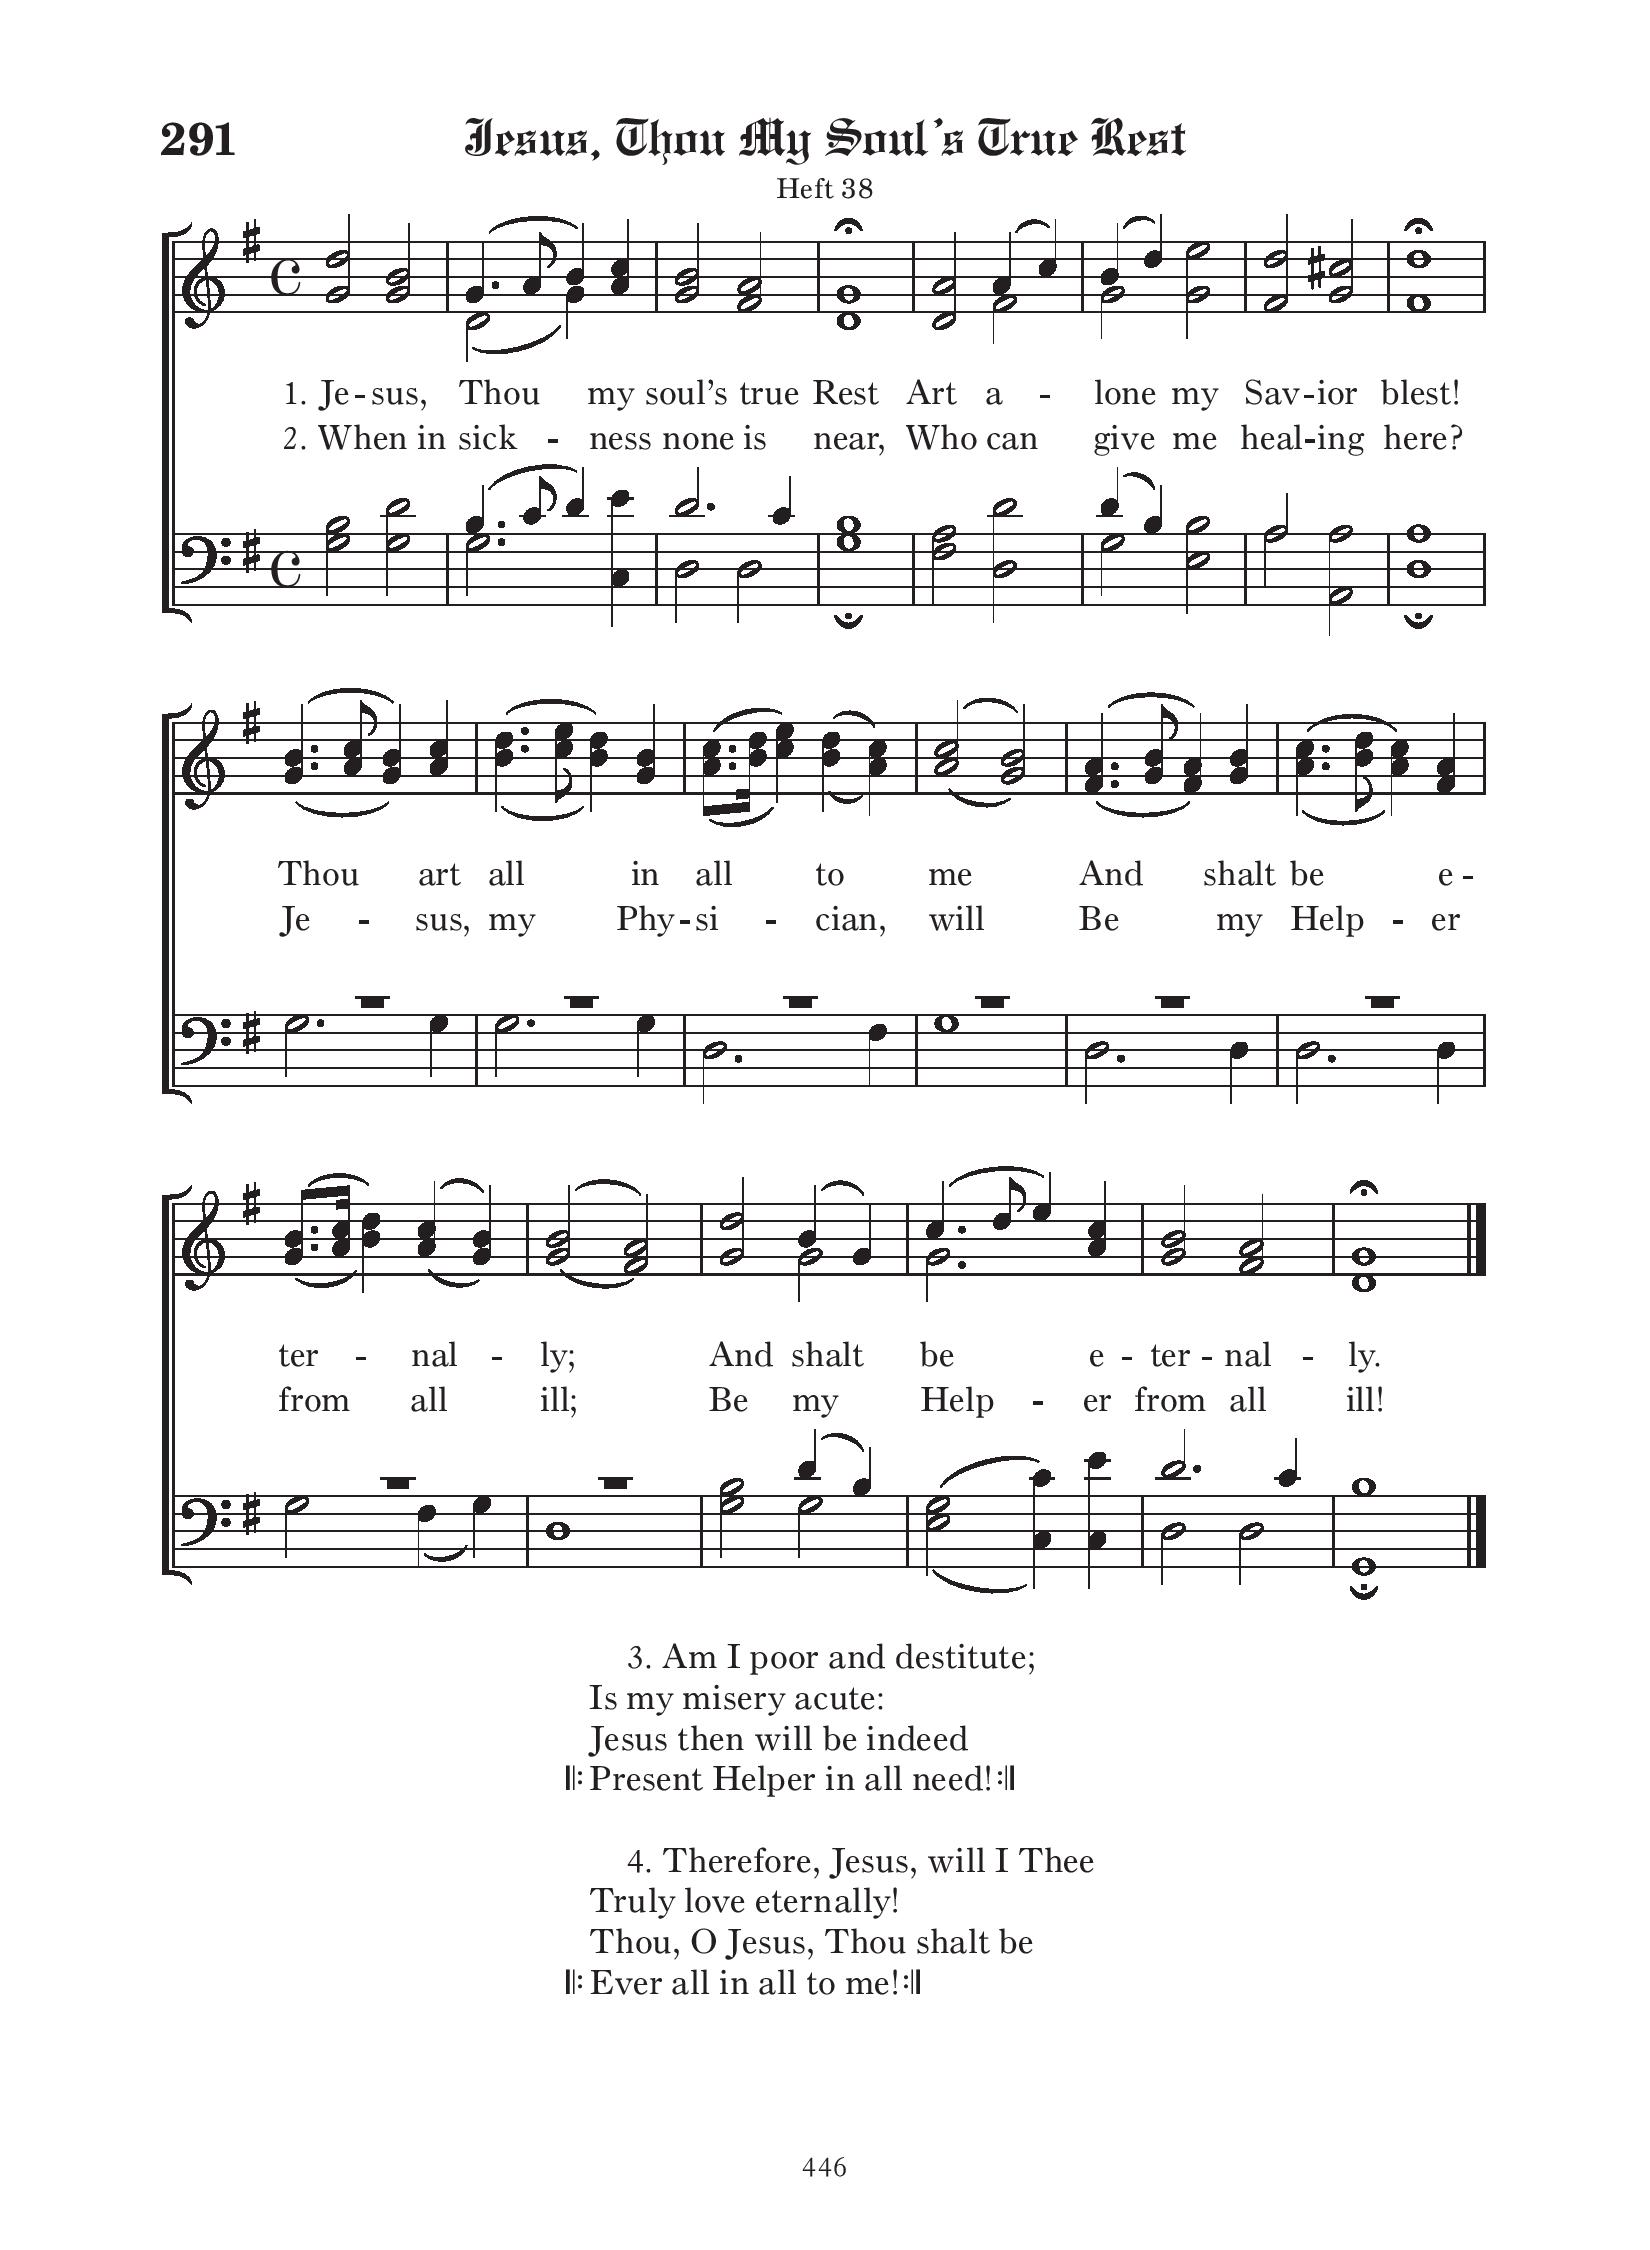 291
Jesus, Thou My Soul's True Rest
Heft 38
1. Je - sus, Thou my soul's true Rest Art a - lone my Sav - ior blest!
2. When in sick - ness none is near, Who can give me heal - ing here?
Thou art all in all to me And shalt be e -
Je - sus, my Phy - si - cian, will Be my Help - er
ter - nal - ly; And shalt be e - ter - nal - ly.
from all ill; Be my Help - er from all ill!
3. Am I poor and destitute;
Is my misery acute:
Jesus then will be indeed
𝄆 Present Helper in all need! 𝄇
4. Therefore, Jesus, will I Thee
Truly love eternally!
Thou, O Jesus, Thou shalt be
𝄆 Ever all in all to me! 𝄇
446